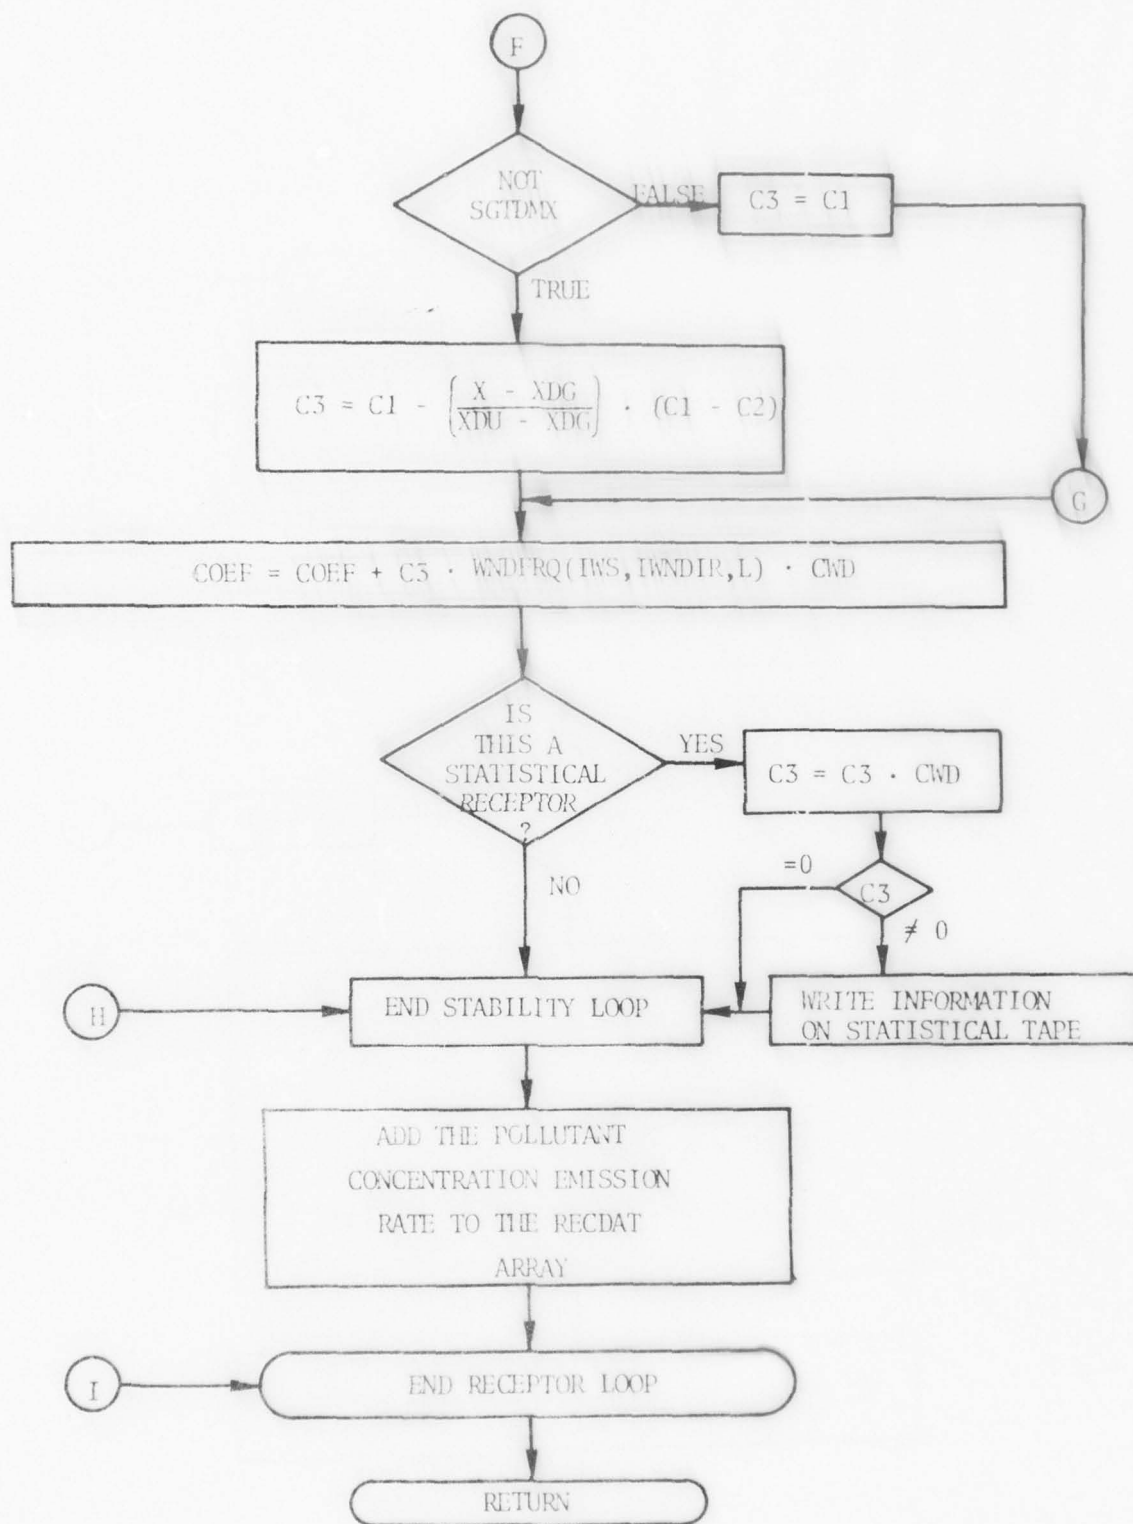 F
NOT
SGTDMX
FALSE
C3 = C1
TRUE
C3 = C1 - (X - XDG / XDU - XDG) · (C1 - C2)
G
COEF = COEF + C3 · WNDFRQ(IWS,IWNDIR,L) · CWD
IS
THIS A
STATISTICAL
RECEPTOR
?
YES
C3 = C3 · CWD
=0
C3
≠ 0
NO
H
END STABILITY LOOP
WRITE INFORMATION
ON STATISTICAL TAPE
ADD THE POLLUTANT
CONCENTRATION EMISSION
RATE TO THE RECDAT
ARRAY
I
END RECEPTOR LOOP
RETURN